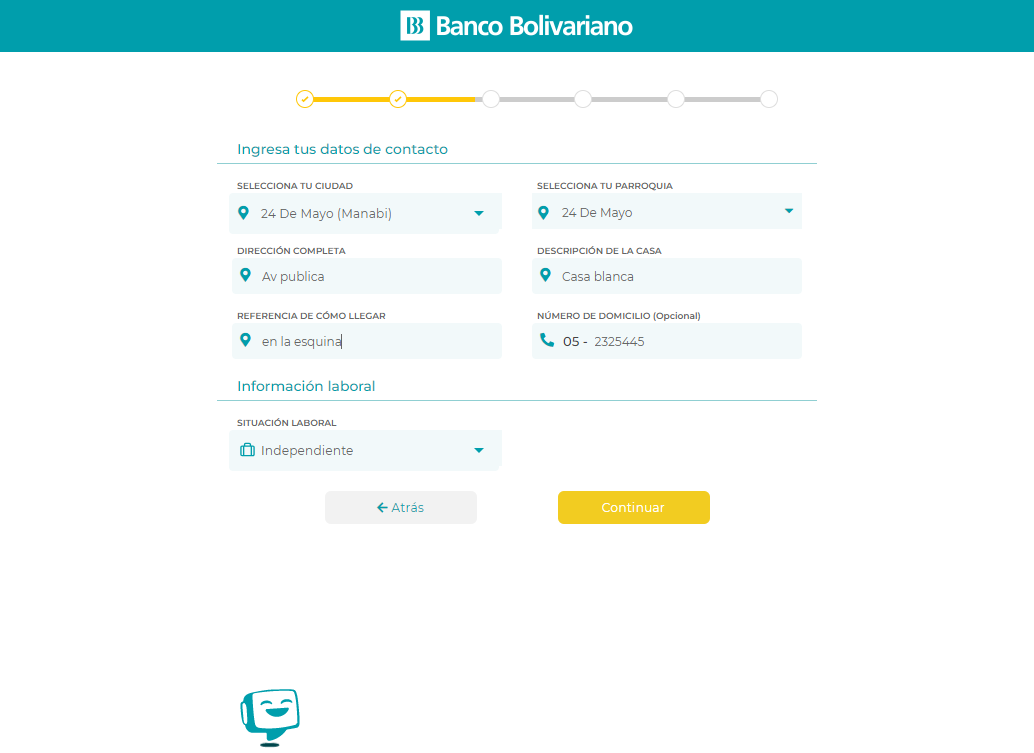 Banco Bolivariano
Ingresa tus datos de contacto
SELECCIONA TU CIUDAD
24 De Mayo (Manabi)
SELECCIONA TU PARROQUIA
24 De Mayo
DIRECCIÓN COMPLETA
Av publica
DESCRIPCIÓN DE LA CASA
Casa blanca
REFERENCIA DE CÓMO LLEGAR
en la esquina
NÚMERO DE DOMICILIO (Opcional)
05 - 2325445
Información laboral
SITUACIÓN LABORAL
Independiente
Atrás
Continuar